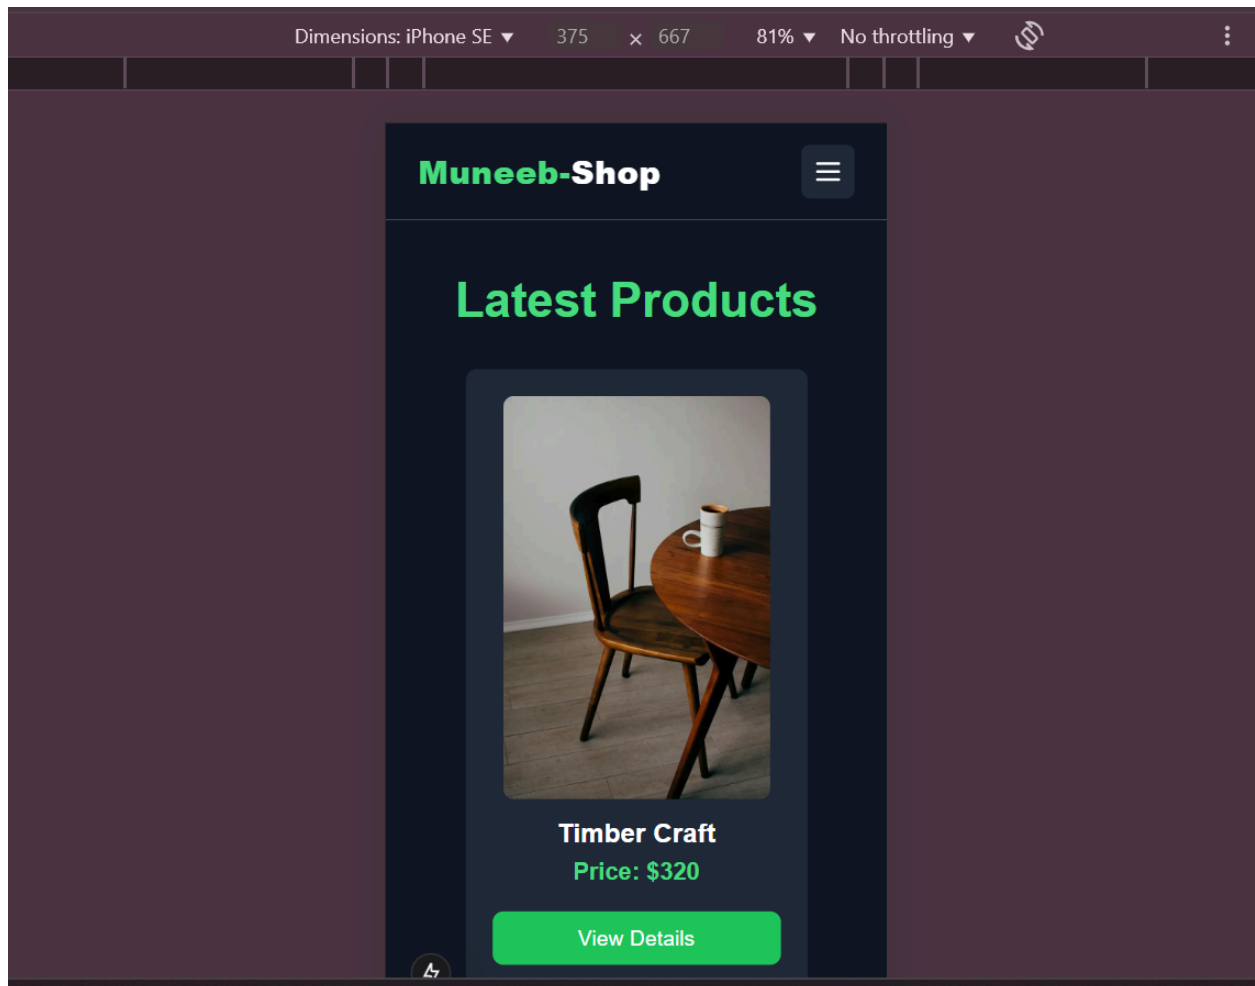 Dimensions: iPhone SE ▼ 375 × 667 81% ▼ No throttling ▼
Muneeb-Shop
Latest Products
Timber Craft
Price: $320
View Details